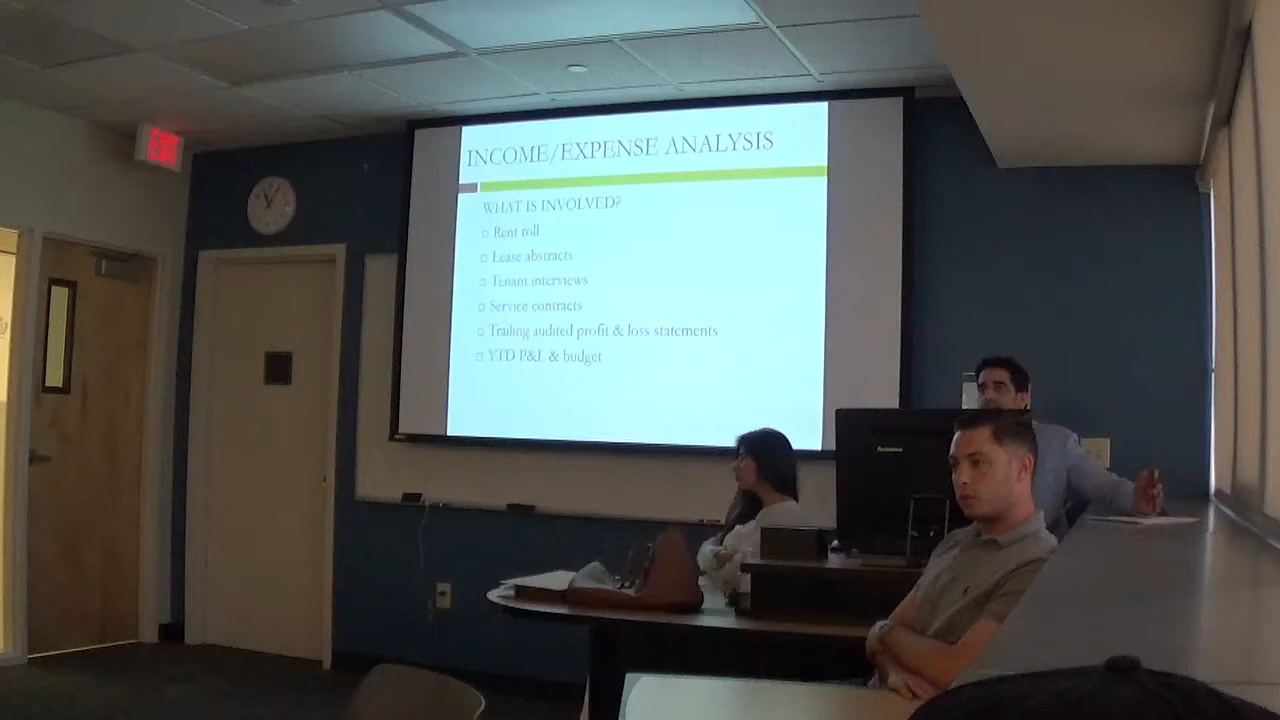 EXIT
INCOME/EXPENSE ANALYSIS
WHAT IS INVOLVED?
Rent roll
Lease abstracts
Tenant interviews
Service contracts
Trailing audited profit & loss statements
YTD P&L & budget
lenovo